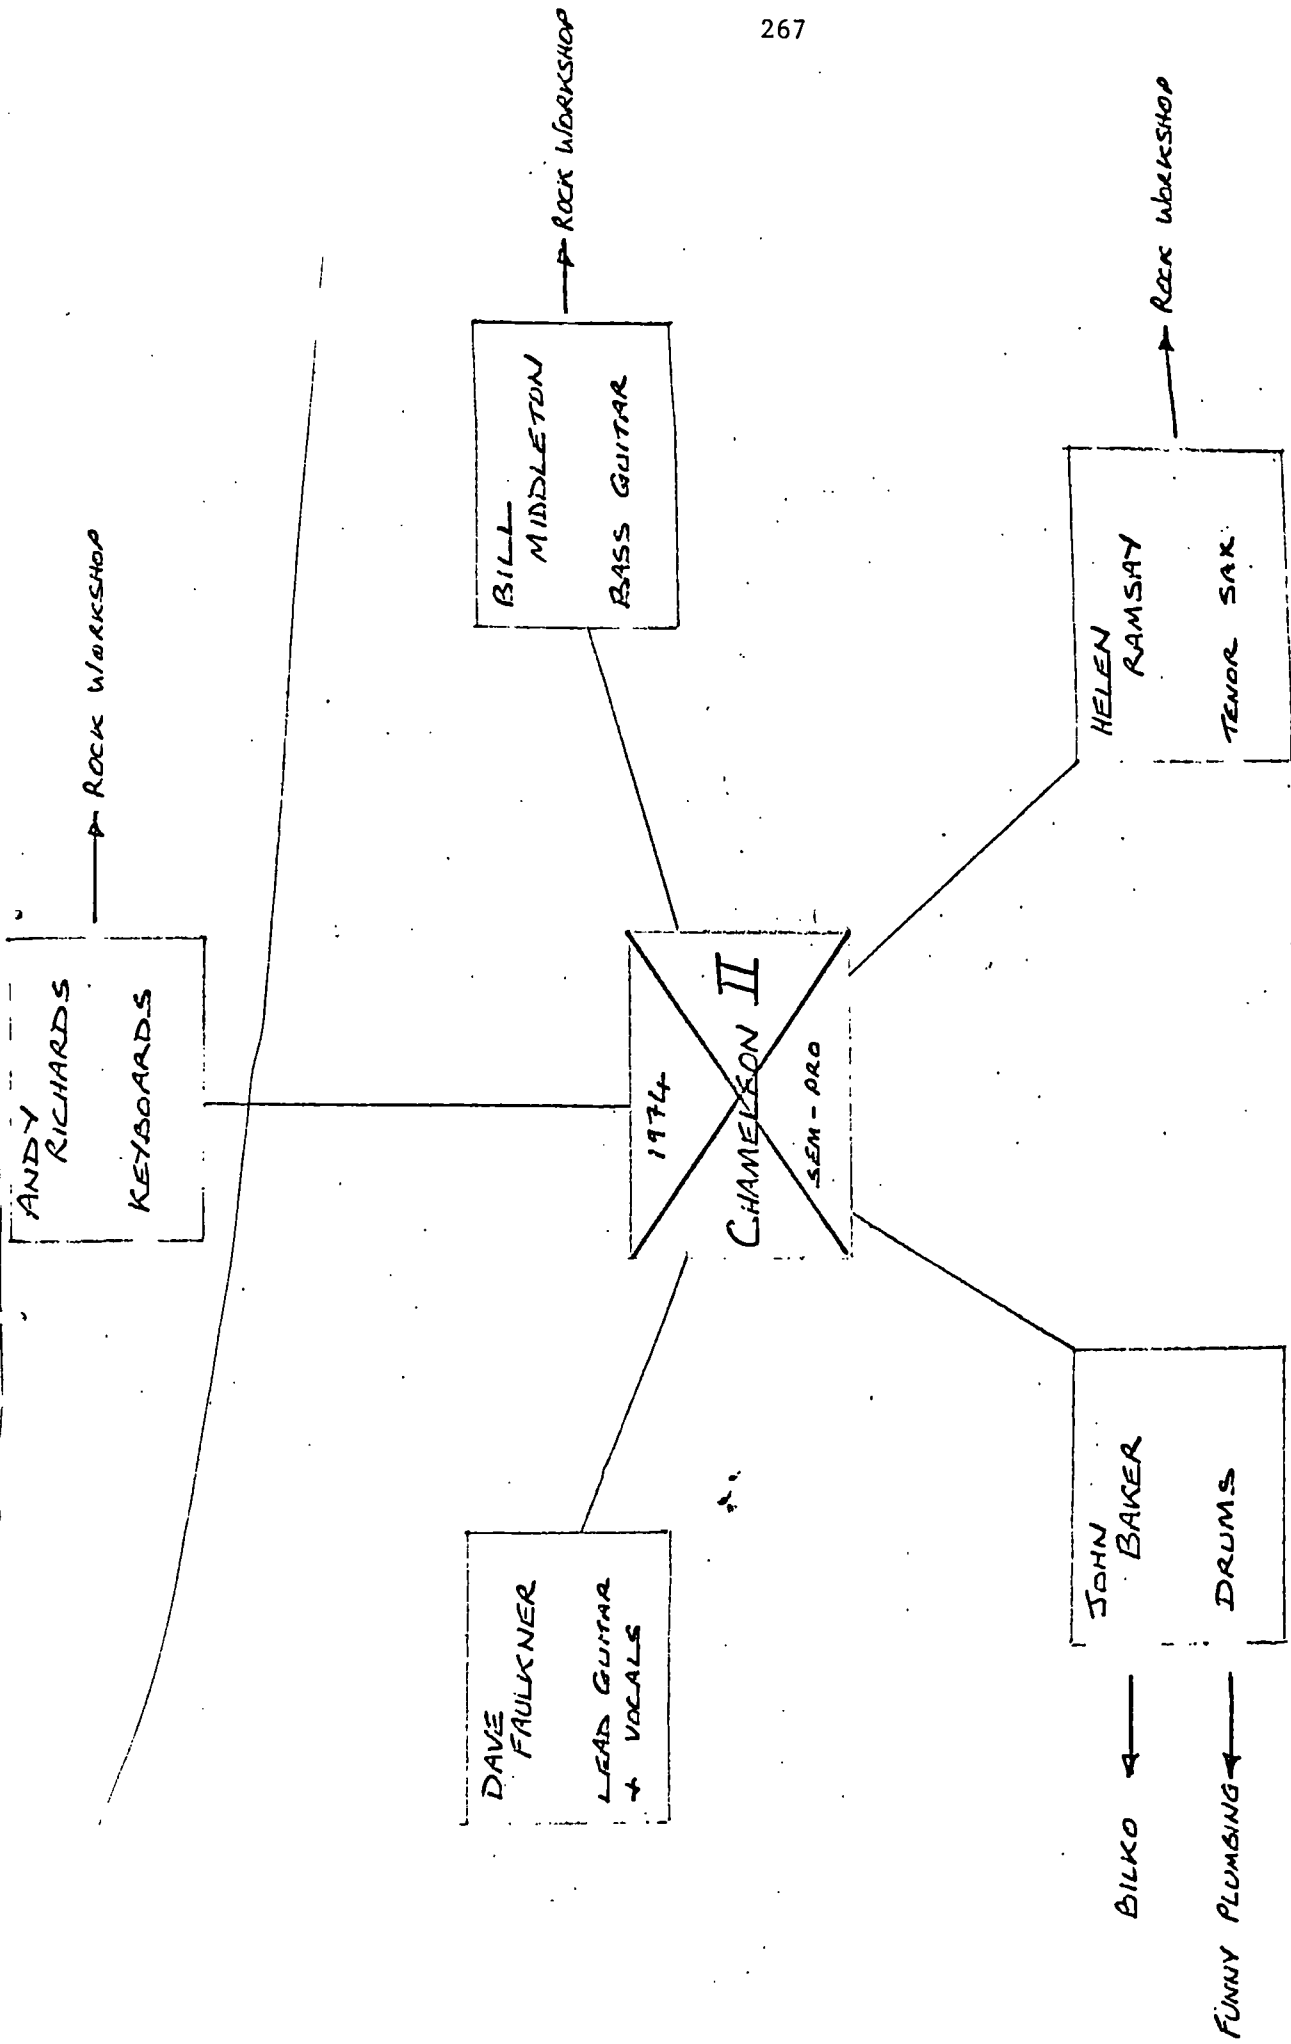 267
ANDY
RICHARDS
KEYBOARDS
ROCK WORKSHOP
DAVE
FAULKNER
LEAD GUITAR
+ VOCALS
BILL
MIDDLETON
BASS GUITAR
ROCK WORKSHOP
1974
CHAMELEON II
SEM-PRO
JOHN
BAKER
DRUMS
BILKO
FUNNY PLUMBING
HELEN
RAMSAY
TENOR SAX.
ROCK WORKSHOP